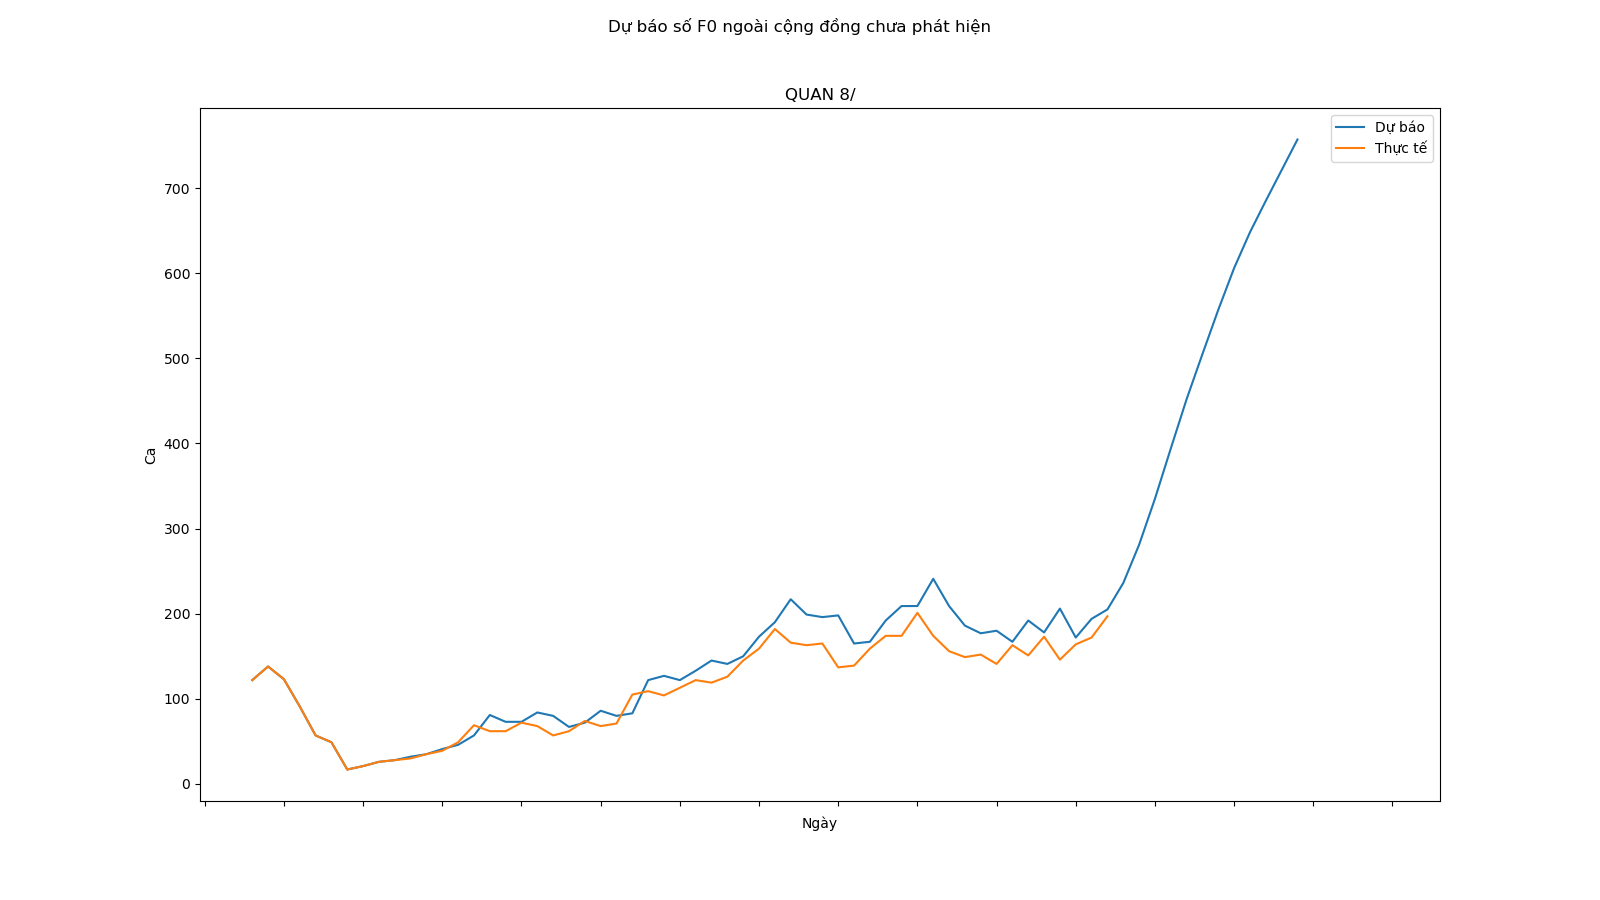 Dự báo số F0 ngoài cộng đồng chưa phát hiện
QUAN 8/
Dự báo
Thực tế
700
600
500
400
300
200
100
0
Ca
Ngày